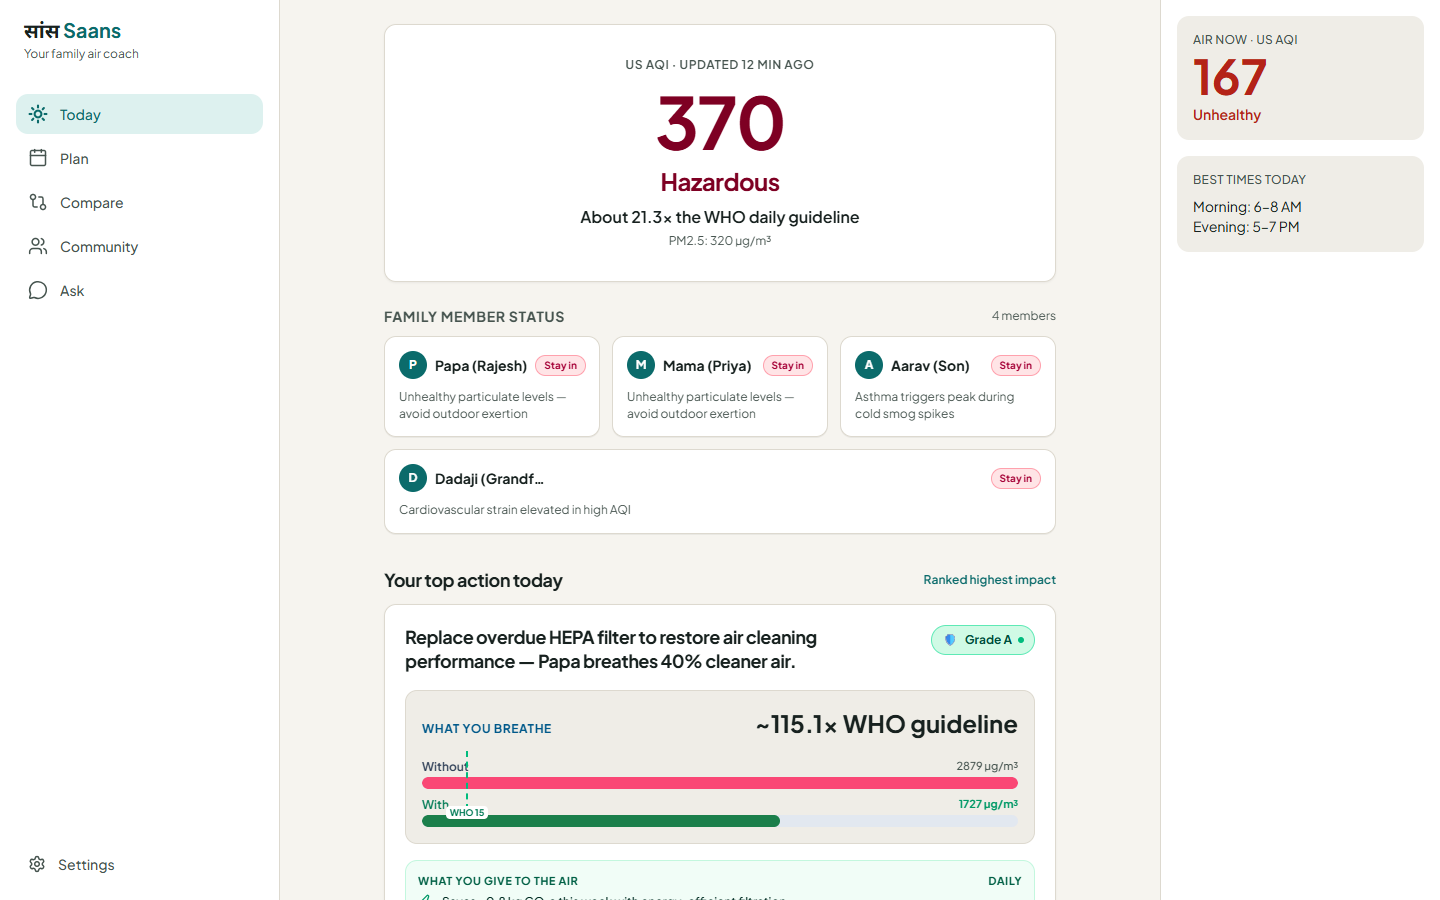 सांस Saans
Your family air coach
Today
Plan
Compare
Community
Ask
Settings
US AQI · UPDATED 12 MIN AGO
370
Hazardous
About 21.3× the WHO daily guideline
PM2.5: 320 µg/m³
FAMILY MEMBER STATUS
4 members
P Papa (Rajesh) Stay in
Unhealthy particulate levels —
avoid outdoor exertion
M Mama (Priya) Stay in
Unhealthy particulate levels —
avoid outdoor exertion
A Aarav (Son) Stay in
Asthma triggers peak during
cold smog spikes
D Dadaji (Grandf… Stay in
Cardiovascular strain elevated in high AQI
Your top action today
Ranked highest impact
Replace overdue HEPA filter to restore air cleaning
performance — Papa breathes 40% cleaner air.
Grade A
WHAT YOU BREATHE
~115.1× WHO guideline
Without 2879 µg/m³
With 1727 µg/m³
WHO 15
WHAT YOU GIVE TO THE AIR
DAILY
AIR NOW · US AQI
167
Unhealthy
BEST TIMES TODAY
Morning: 6–8 AM
Evening: 5–7 PM